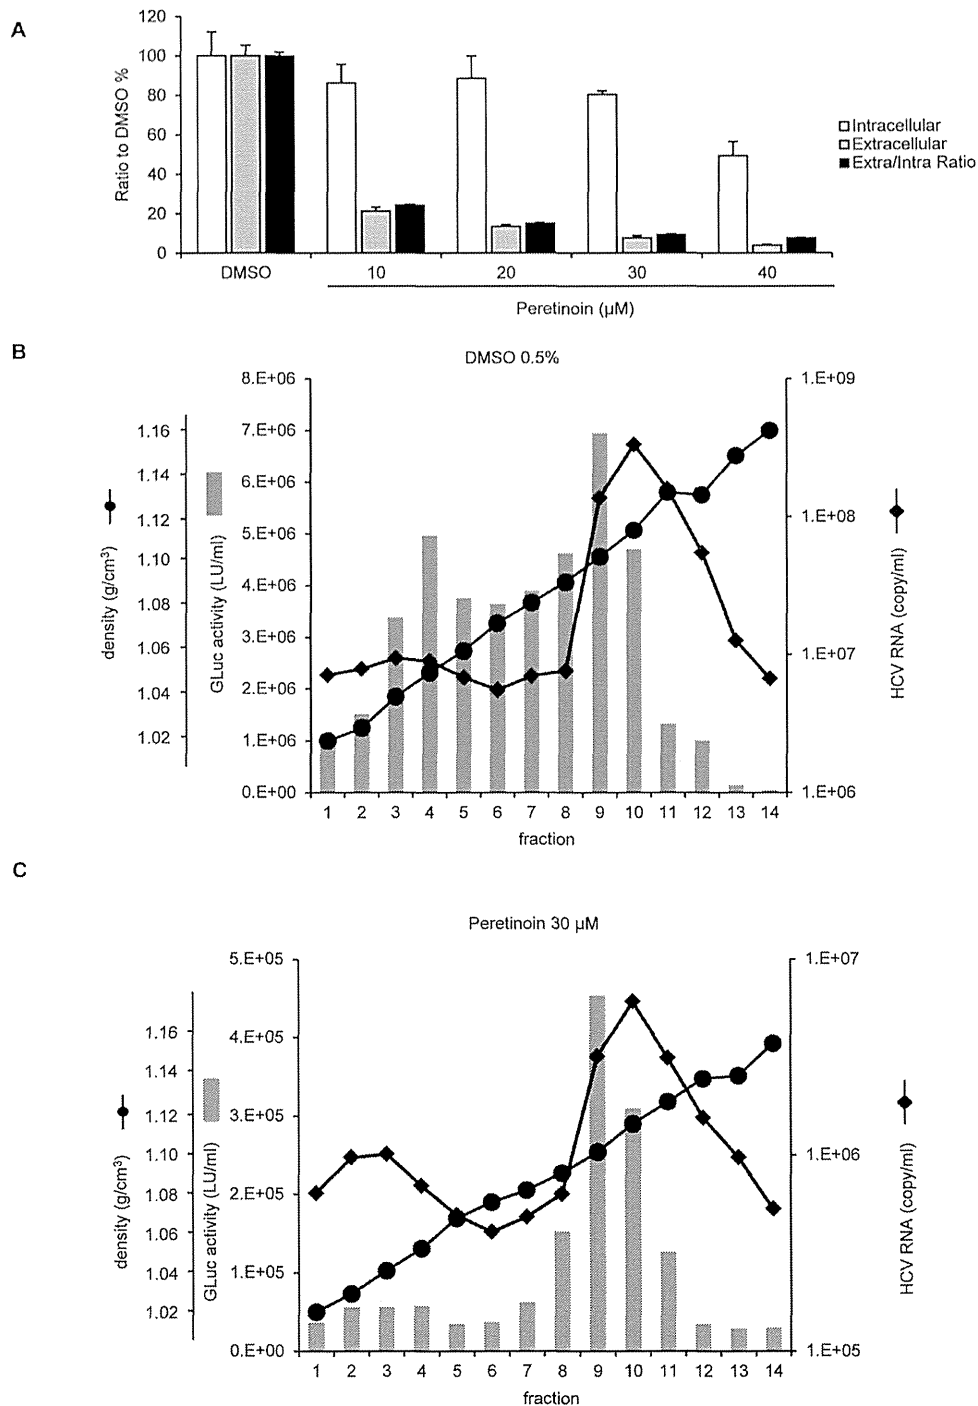 A
120
100
80
60
40
20
0
Ratio to DMSO %
DMSO
10
20
30
40
Peretinoin (µM)
Intracellular
Extracellular
Extra/Intra Ratio
B
DMSO 0.5%
density (g/cm³)
1.16
1.14
1.12
1.10
1.08
1.06
1.04
1.02
GLuc activity (LU/ml)
8.E+06
7.E+06
6.E+06
5.E+06
4.E+06
3.E+06
2.E+06
1.E+06
0.E+00
1.E+09
1.E+08
1.E+07
1.E+06
HCV RNA (copy/ml)
1 2 3 4 5 6 7 8 9 10 11 12 13 14
fraction
C
Peretinoin 30 µM
density (g/cm³)
1.16
1.14
1.12
1.10
1.08
1.06
1.04
1.02
GLuc activity (LU/ml)
5.E+05
4.E+05
3.E+05
2.E+05
1.E+05
0.E+00
1.E+07
1.E+06
1.E+05
HCV RNA (copy/ml)
1 2 3 4 5 6 7 8 9 10 11 12 13 14
fraction